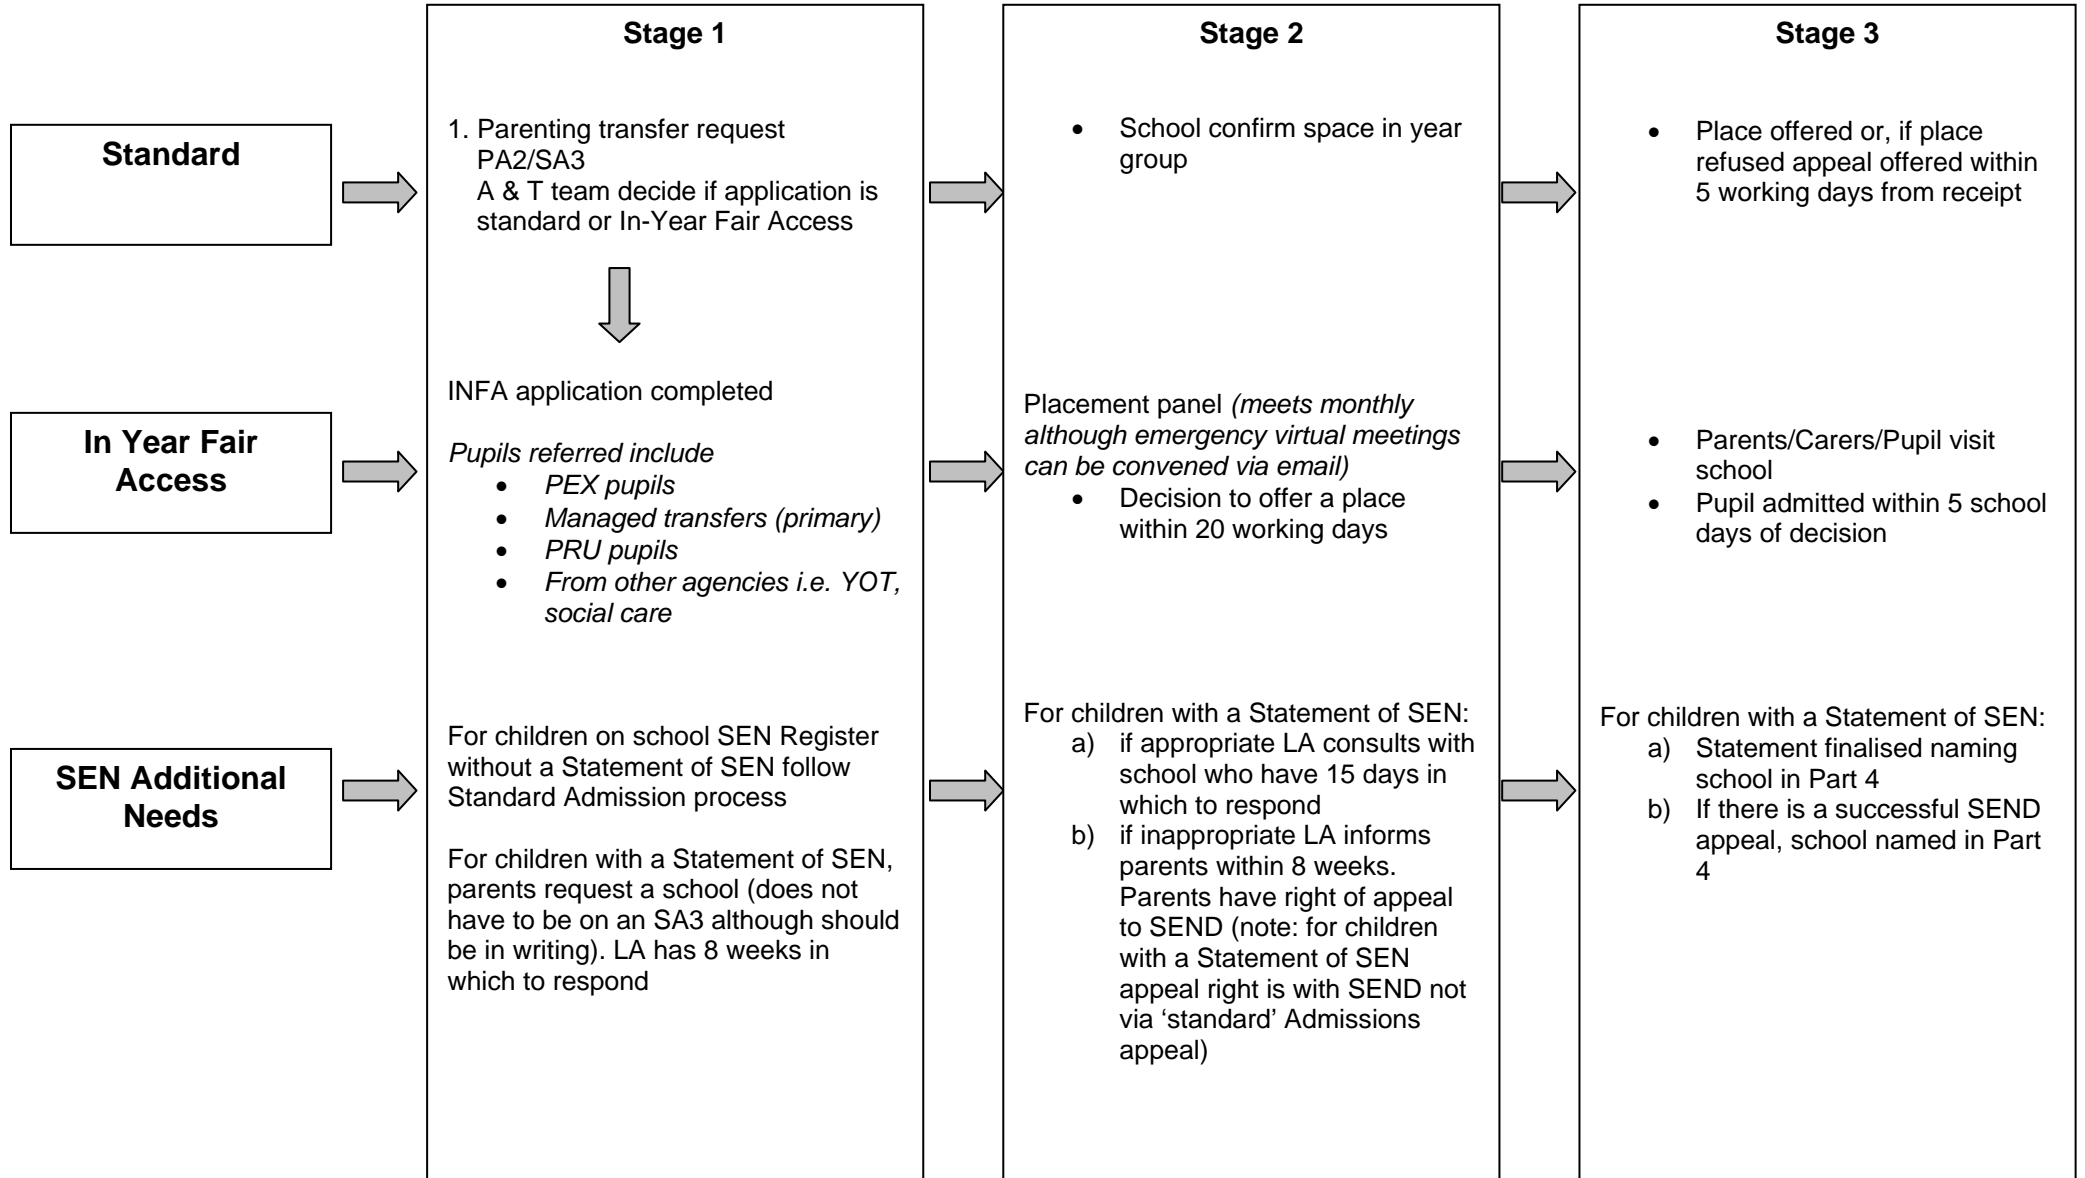 Stage 1
Stage 2
Stage 3
Standard
1. Parenting transfer request
PA2/SA3
A & T team decide if application is
standard or In-Year Fair Access
• School confirm space in year
group
• Place offered or, if place
refused appeal offered within
5 working days from receipt
In Year Fair
Access
INFA application completed
Pupils referred include
• PEX pupils
• Managed transfers (primary)
• PRU pupils
• From other agencies i.e. YOT,
social care
Placement panel (meets monthly
although emergency virtual meetings
can be convened via email)
• Decision to offer a place
within 20 working days
• Parents/Carers/Pupil visit
school
• Pupil admitted within 5 school
days of decision
SEN Additional
Needs
For children on school SEN Register
without a Statement of SEN follow
Standard Admission process
For children with a Statement of SEN,
parents request a school (does not
have to be on an SA3 although should
be in writing). LA has 8 weeks in
which to respond
For children with a Statement of SEN:
a) if appropriate LA consults with
school who have 15 days in
which to respond
b) if inappropriate LA informs
parents within 8 weeks.
Parents have right of appeal
to SEND (note: for children
with a Statement of SEN
appeal right is with SEND not
via ‘standard’ Admissions
appeal)
For children with a Statement of SEN:
a) Statement finalised naming
school in Part 4
b) If there is a successful SEND
appeal, school named in Part
4